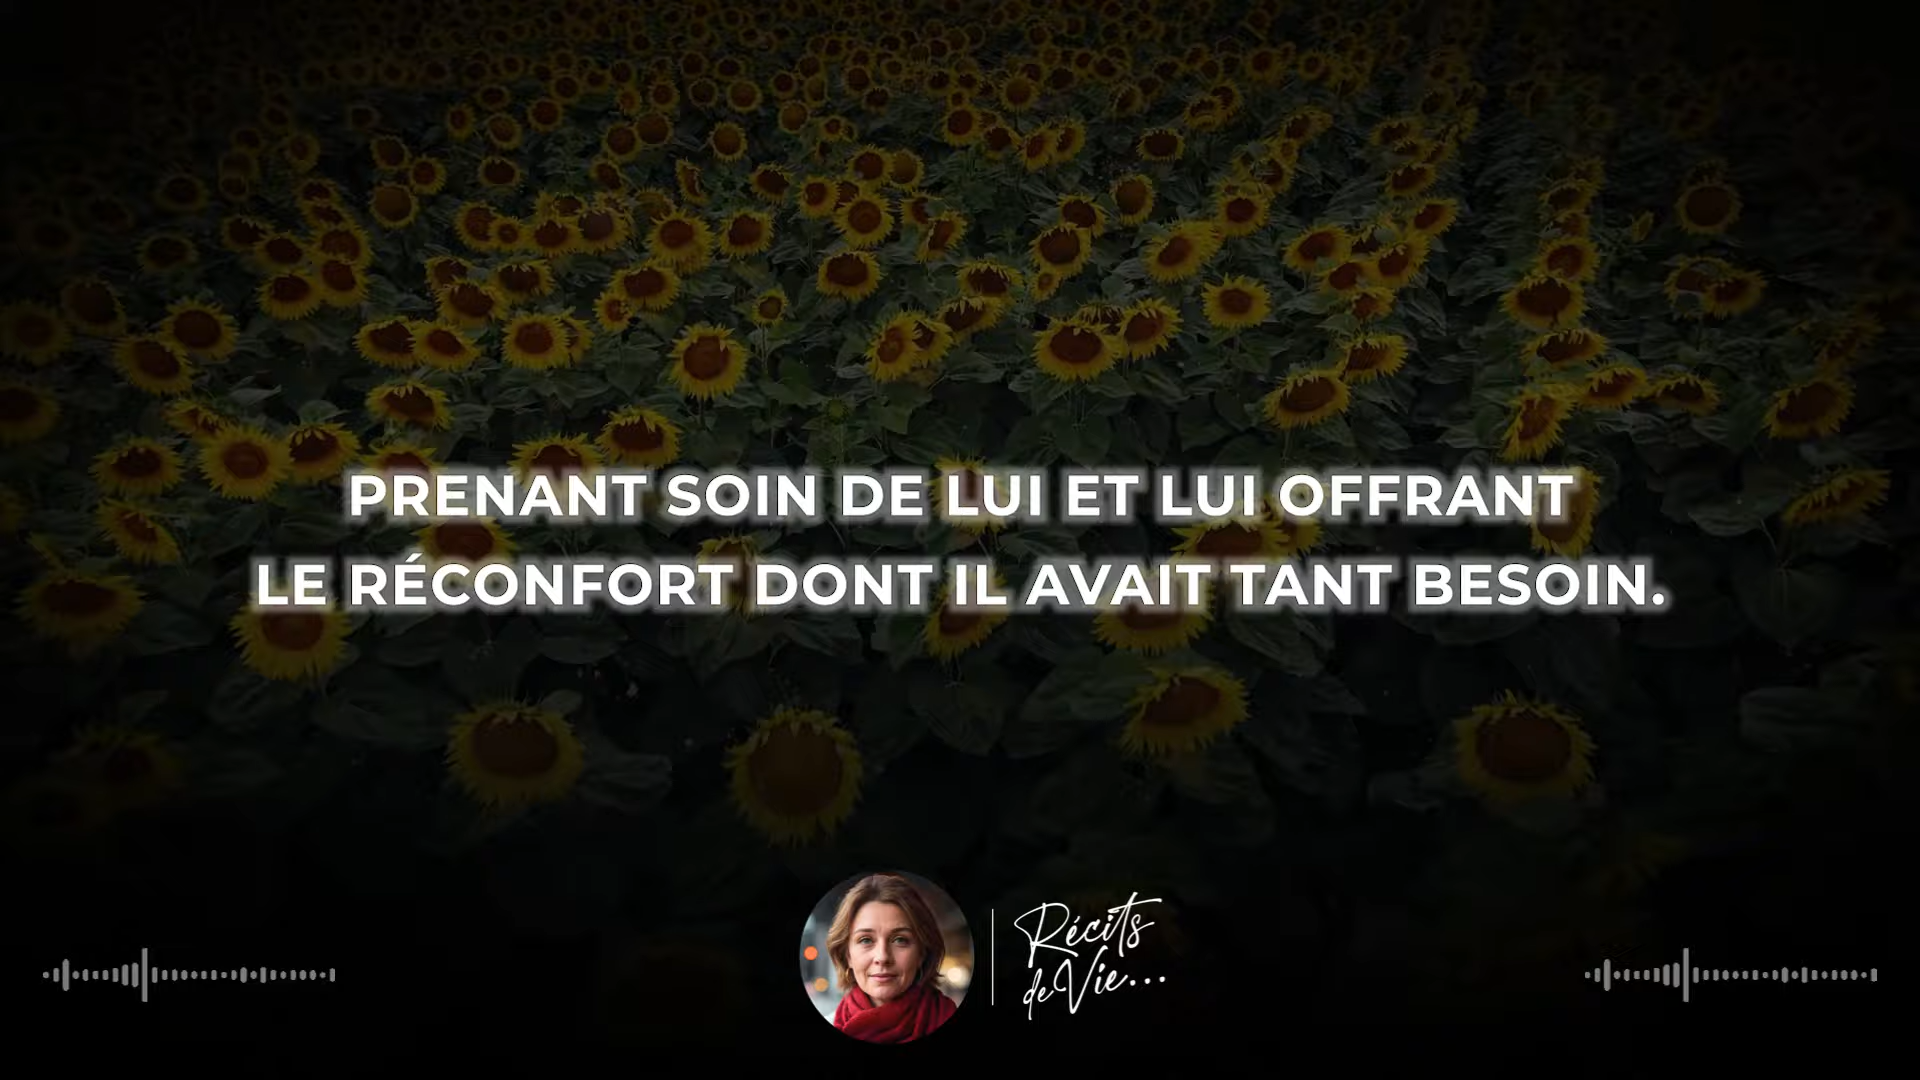 PRENANT SOIN DE LUI ET LUI OFFRANT
LE RÉCONFORT DONT IL AVAIT TANT BESOIN.
Récits
de Vie...